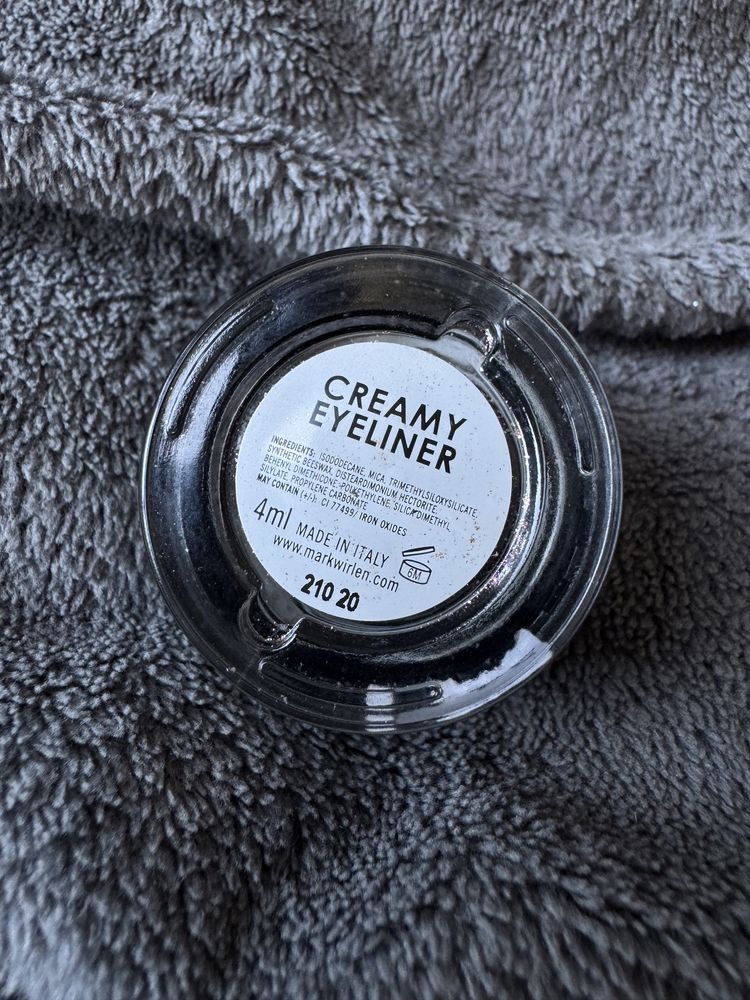 CREAMY
EYELINER
INGREDIENTS: ISODODECANE, MICA, TRIMETHYLSILOXYSILICATE,
SYNTHETIC BEESWAX, DISTEARDIMONIUM HECTORITE,
BEHENYL DIMETHICONE, POLYETHYLENE, SILICA DIMETHYL
SILYLATE, PROPYLENE CARBONATE
MAY CONTAIN (+/-): CI 77499/ IRON OXIDES
4ml MADE IN ITALY
www.markwirlen.com
6M
210 20